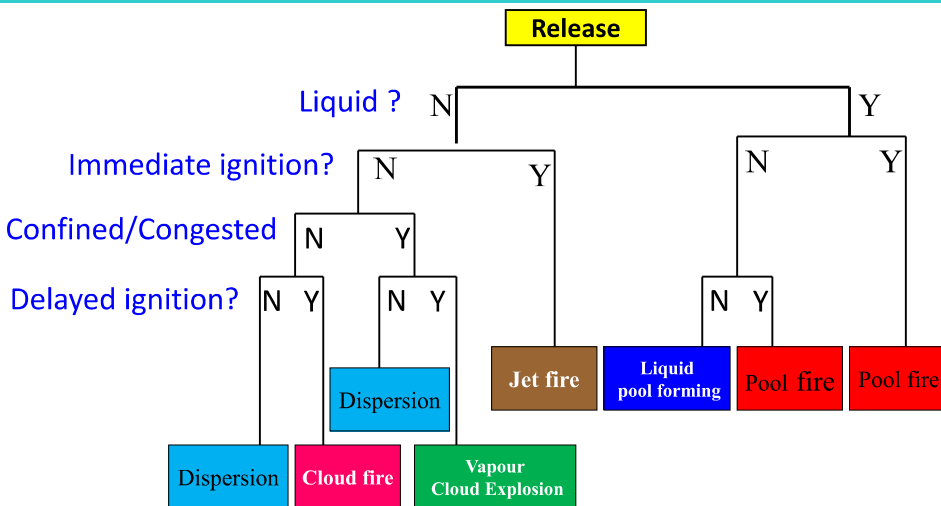 Release
Liquid ? N Y
Immediate ignition? N Y N Y
Confined/Congested N Y
Delayed ignition? N Y N Y N Y
Jet fire
Liquid
pool forming
Pool fire
Pool fire
Dispersion
Dispersion
Cloud fire
Vapour
Cloud Explosion